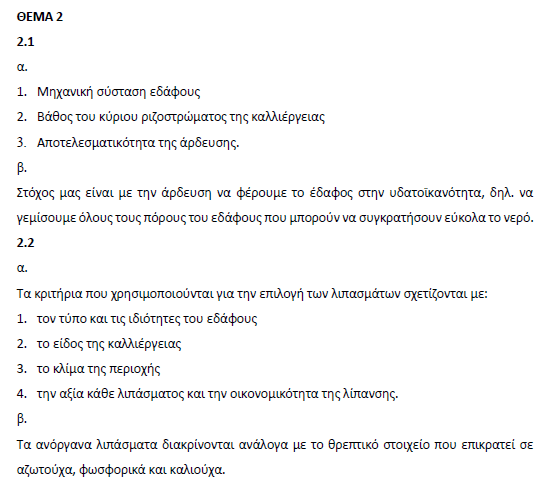 ΘΕΜΑ 2
2.1
α.
1. Μηχανική σύσταση εδάφους
2. Βάθος του κύριου ριζοστρώματος της καλλιέργειας
3. Αποτελεσματικότητα της άρδευσης.
β.
Στόχος μας είναι με την άρδευση να φέρουμε το έδαφος στην υδατοϊκανότητα, δηλ. να
γεμίσουμε όλους τους πόρους του εδάφους που μπορούν να συγκρατήσουν εύκολα το νερό.
2.2
α.
Τα κριτήρια που χρησιμοποιούνται για την επιλογή των λιπασμάτων σχετίζονται με:
1. τον τύπο και τις ιδιότητες του εδάφους
2. το είδος της καλλιέργειας
3. το κλίμα της περιοχής
4. την αξία κάθε λιπάσματος και την οικονομικότητα της λίπανσης.
β.
Τα ανόργανα λιπάσματα διακρίνονται ανάλογα με το θρεπτικό στοιχείο που επικρατεί σε
αζωτούχα, φωσφορικά και καλιούχα.